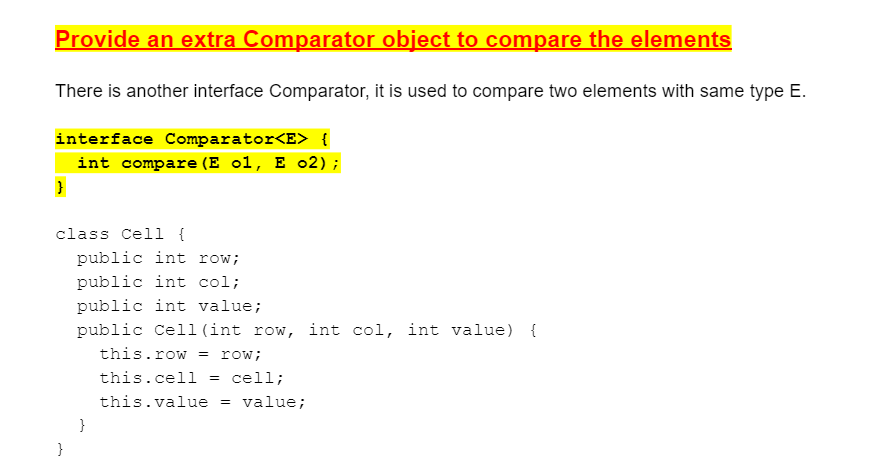 Provide an extra Comparator object to compare the elements
There is another interface Comparator, it is used to compare two elements with same type E.
interface Comparator<E> {
  int compare(E o1, E o2);
}
class Cell {
  public int row;
  public int col;
  public int value;
  public Cell(int row, int col, int value) {
    this.row = row;
    this.cell = cell;
    this.value = value;
  }
}